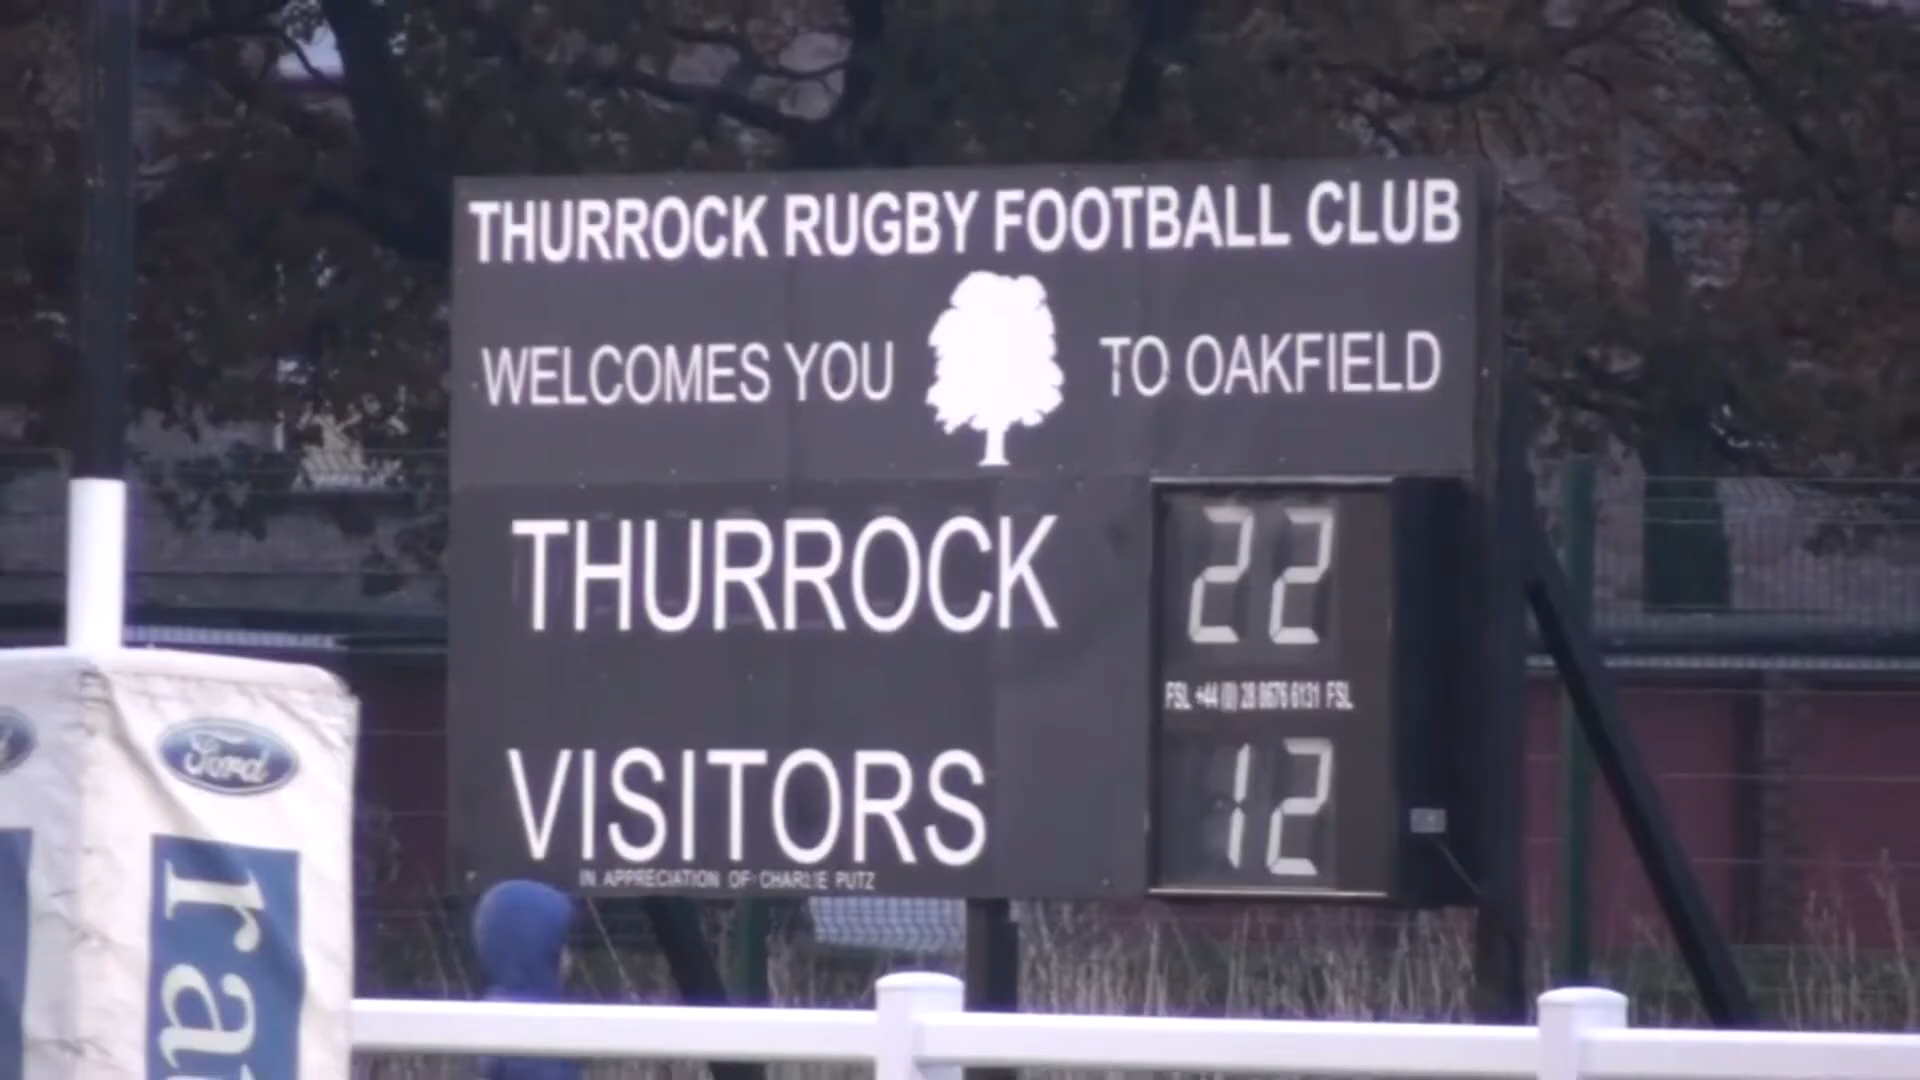 THURROCK RUGBY FOOTBALL CLUB
WELCOMES YOU TO OAKFIELD
THURROCK 22
FSL +44 (0) 28 8676 6131 FSL
VISITORS 12
IN APPRECIATION OF CHARLIE PUTZ
Ford
ra